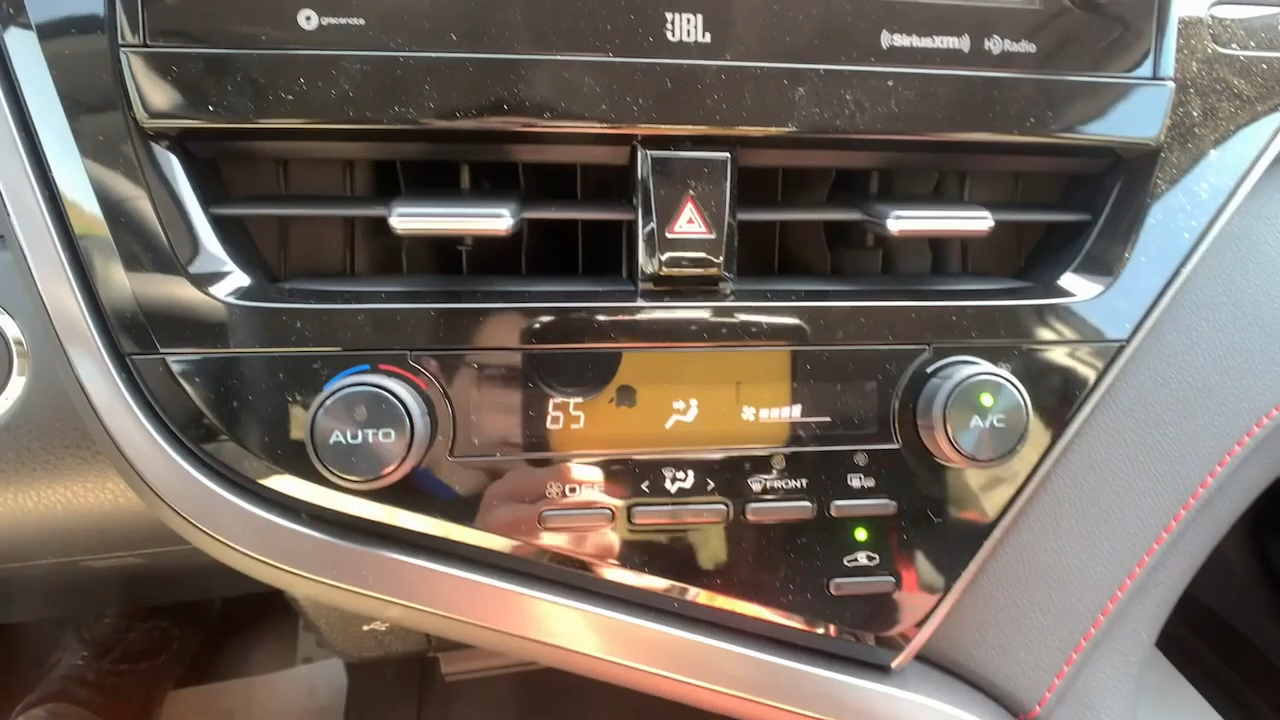 gracenote
JBL
SiriusXM HD Radio
65
AUTO
A/C
OFF
FRONT